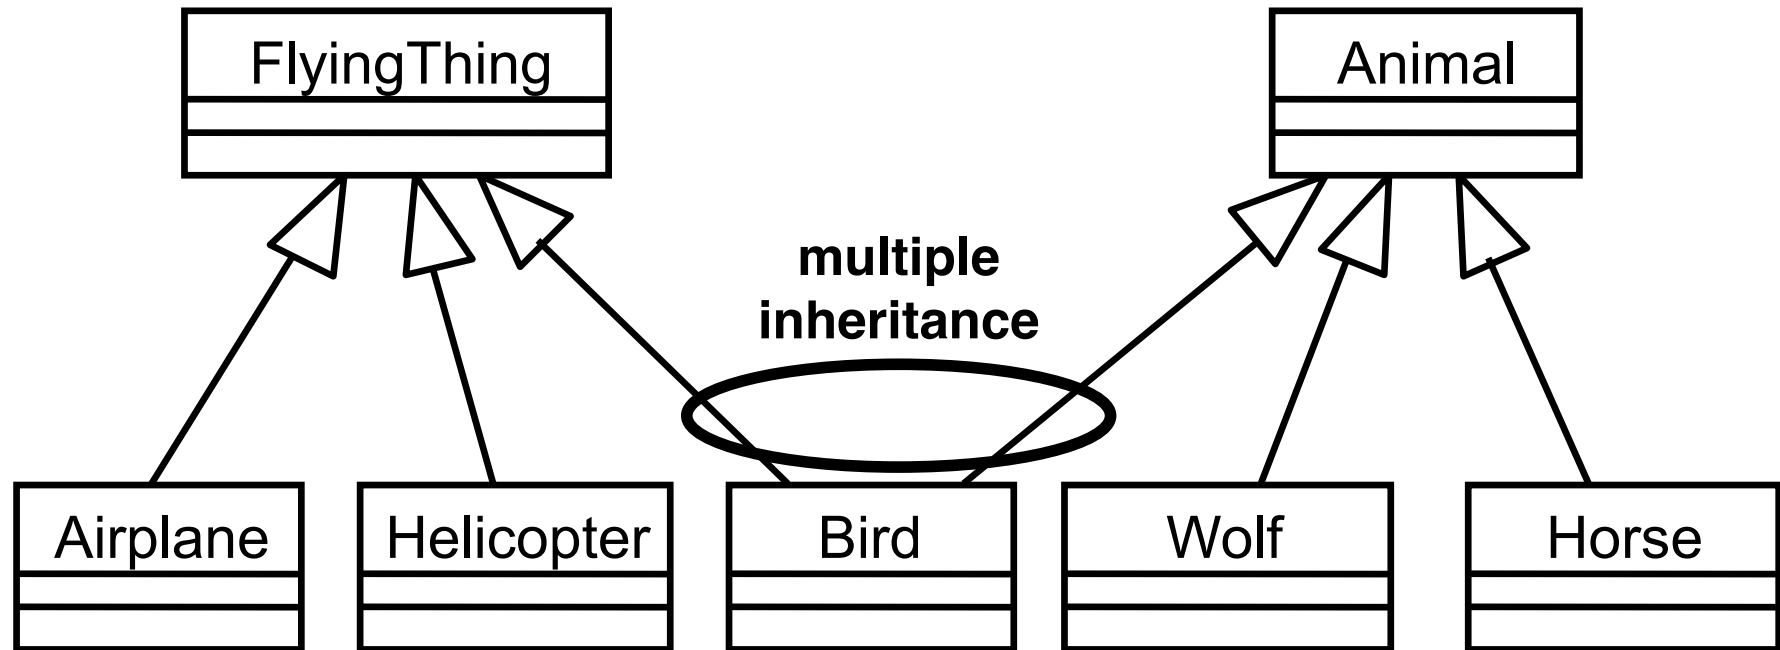 FlyingThing
Animal
multiple
inheritance
Airplane
Helicopter
Bird
Wolf
Horse